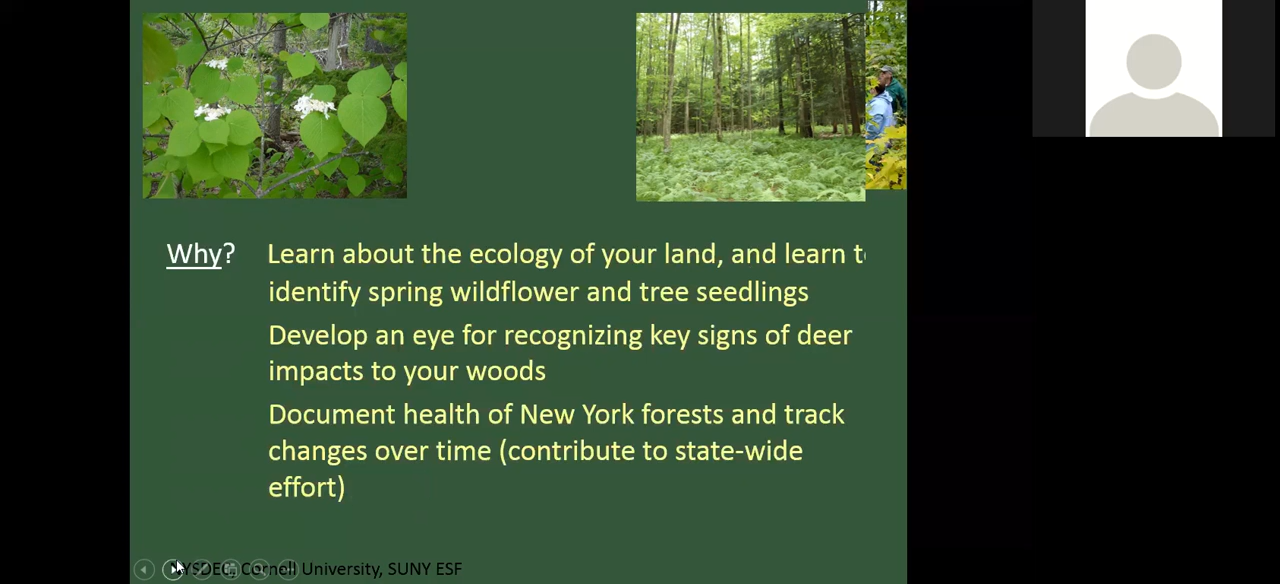 Why? Learn about the ecology of your land, and learn t
identify spring wildflower and tree seedlings
Develop an eye for recognizing key signs of deer
impacts to your woods
Document health of New York forests and track
changes over time (contribute to state-wide
effort)
NYSDEC, Cornell University, SUNY ESF